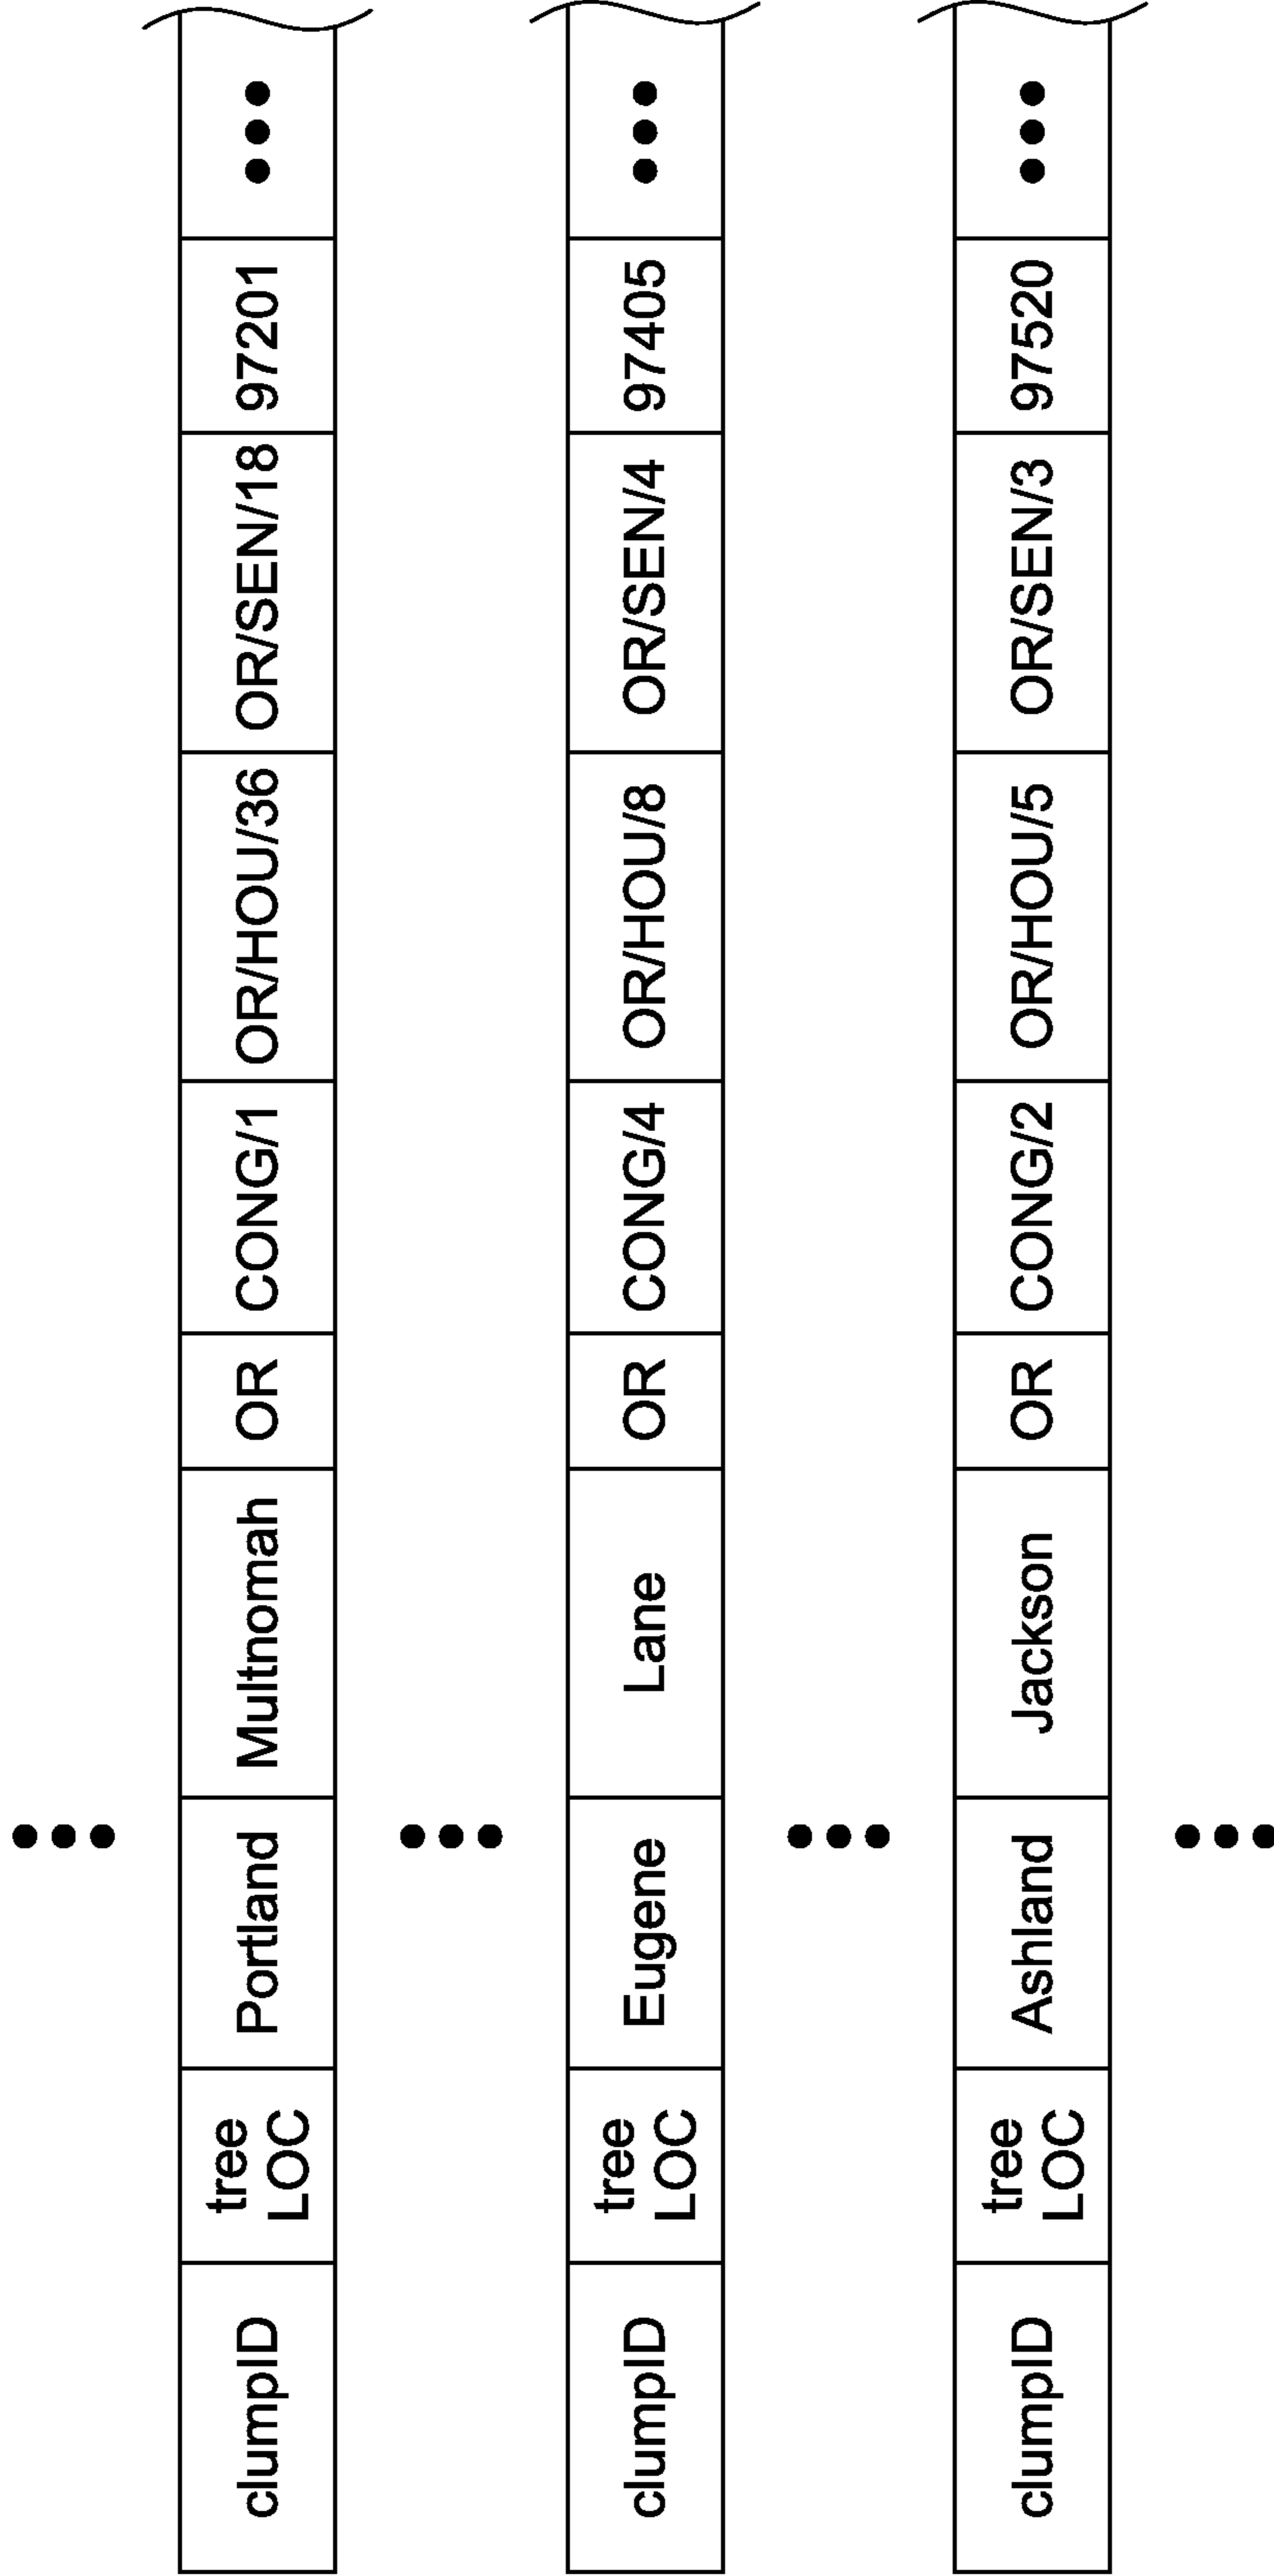 clumpID tree LOC Portland Multnomah OR CONG/1 OR/HOU/36 OR/SEN/18 97201
clumpID tree LOC Eugene Lane OR CONG/4 OR/HOU/8 OR/SEN/4 97405
clumpID tree LOC Ashland Jackson OR CONG/2 OR/HOU/5 OR/SEN/3 97520